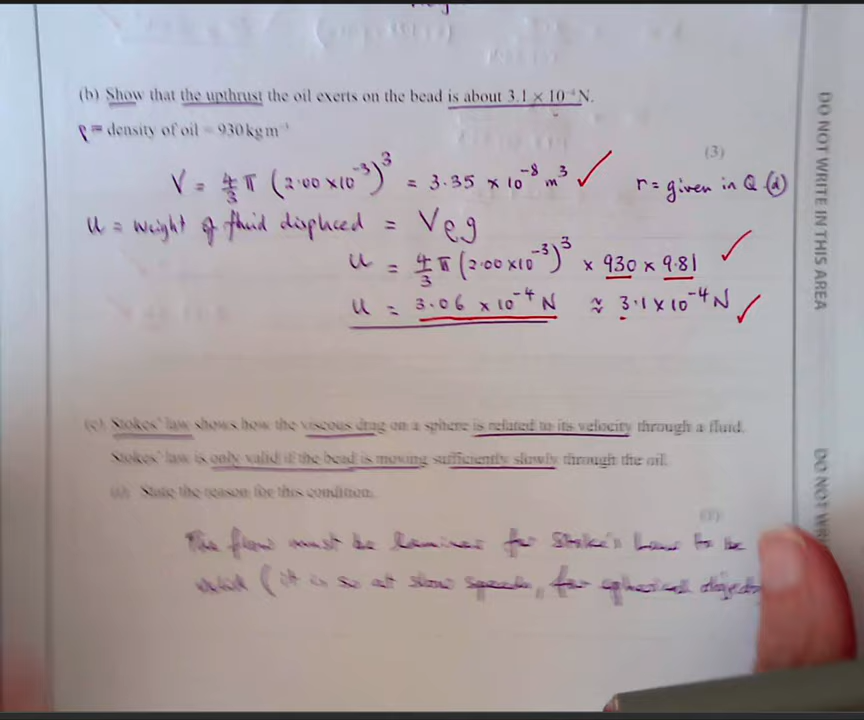 (b) Show that the upthrust the oil exerts on the bead is about 3.1 × 10⁻⁴ N.
ρ = density of oil = 930 kg m⁻³
(3)
V = 4/3 π (2.00 × 10⁻³)³ = 3.35 × 10⁻⁸ m³ ✓ r = given in Q (d)
U = weight of fluid displaced = Vρg
U = 4/3 π (2.00 × 10⁻³)³ × 930 × 9.81 ✓
U = 3.06 × 10⁻⁴ N ≈ 3.1 × 10⁻⁴ N ✓
(c) Stokes' law shows how the viscous drag on a sphere is related to its velocity through a fluid.
Stokes' law is only valid if the bead is moving sufficiently slowly through the oil.
(i) State the reason for this condition.
(1)
The flow must be laminar for Stoke's Law to be
valid (it is so at slow speeds, for spherical objects
DO NOT WRITE IN THIS AREA
DO NOT WRI